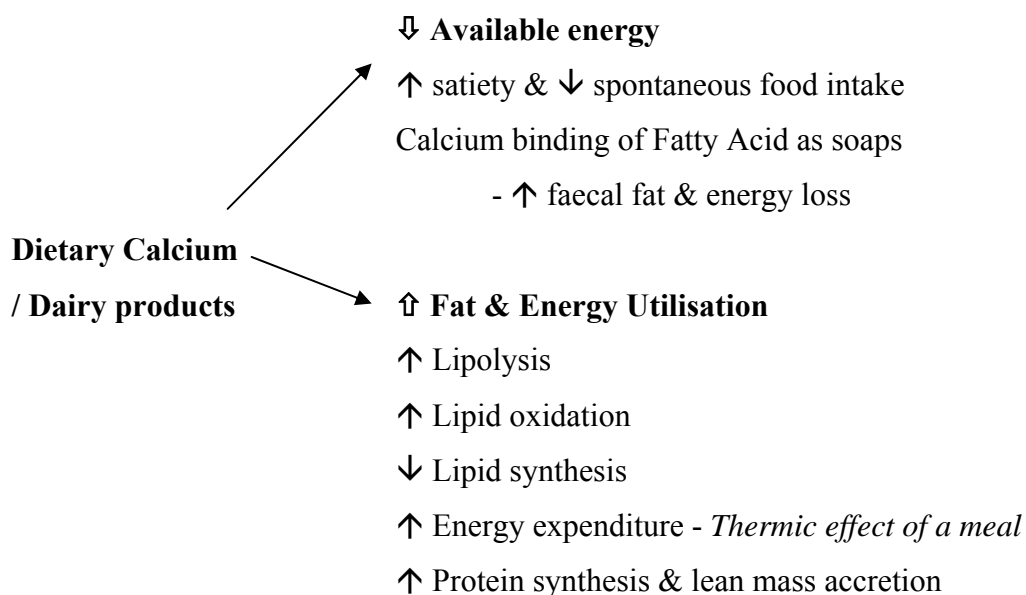 ⇩ Available energy
↑ satiety & ↓ spontaneous food intake
Calcium binding of Fatty Acid as soaps
- ↑ faecal fat & energy loss
Dietary Calcium
/ Dairy products
⇧ Fat & Energy Utilisation
↑ Lipolysis
↑ Lipid oxidation
↓ Lipid synthesis
↑ Energy expenditure - Thermic effect of a meal
↑ Protein synthesis & lean mass accretion